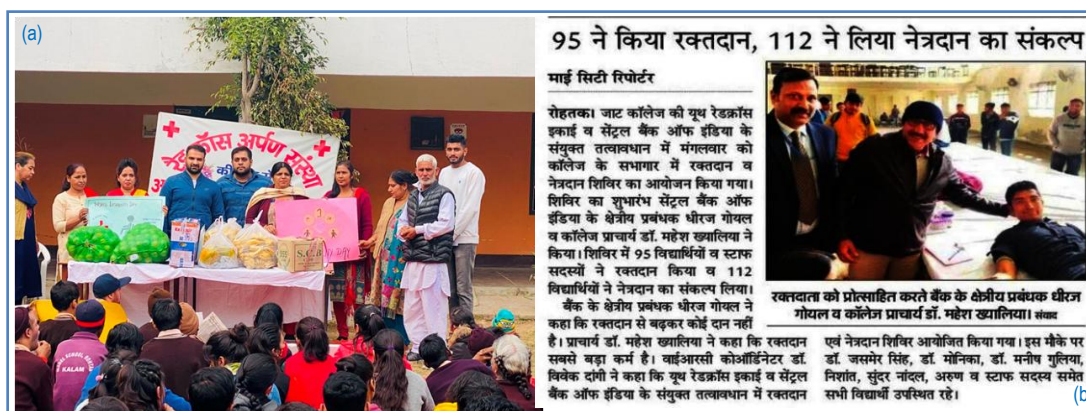 (a)
क्रॉस अर्पण संस्था
की
DAY
S.C.B
KALAM
95 ने किया रक्तदान, 112 ने लिया नेत्रदान का संकल्प
माई सिटी रिपोर्टर
रोहतक। जाट कॉलेज की यूथ रेडक्रॉस
इकाई व सेंट्रल बैंक ऑफ इंडिया के
संयुक्त तत्वावधान में मंगलवार को
कॉलेज के सभागार में रक्तदान व
नेत्रदान शिविर का आयोजन किया गया।
शिविर का शुभारंभ सेंट्रल बैंक ऑफ
इंडिया के क्षेत्रीय प्रबंधक धीरज गोयल
व कॉलेज प्राचार्य डॉ. महेश ख्यालिया ने
किया। शिविर में 95 विद्यार्थियों व स्टाफ
सदस्यों ने रक्तदान किया व 112
विद्यार्थियों ने नेत्रदान का संकल्प लिया।
बैंक के क्षेत्रीय प्रबंधक धीरज गोयल ने
कहा कि रक्तदान से बढ़कर कोई दान नहीं
है। प्राचार्य डॉ. महेश ख्यालिया ने कहा कि रक्तदान
सबसे बड़ा कर्म है। वाईआरसी कोऑर्डिनेटर डॉ.
विवेक दांगी ने कहा कि यूथ रेडक्रॉस इकाई व सेंट्रल
बैंक ऑफ इंडिया के संयुक्त तत्वावधान में रक्तदान
रक्तदाता को प्रोत्साहित करते बैंक के क्षेत्रीय प्रबंधक धीरज
गोयल व कॉलेज प्राचार्य डॉ. महेश ख्यालिया। संवाद
एवं नेत्रदान शिविर आयोजित किया गया। इस मौके पर
डॉ. जसमेर सिंह, डॉ. मोनिका, डॉ. मनीष गुलिया,
निशांत, सुंदर नांदल, अरुण व स्टाफ सदस्य समेत
सभी विद्यार्थी उपस्थित रहे।
(b